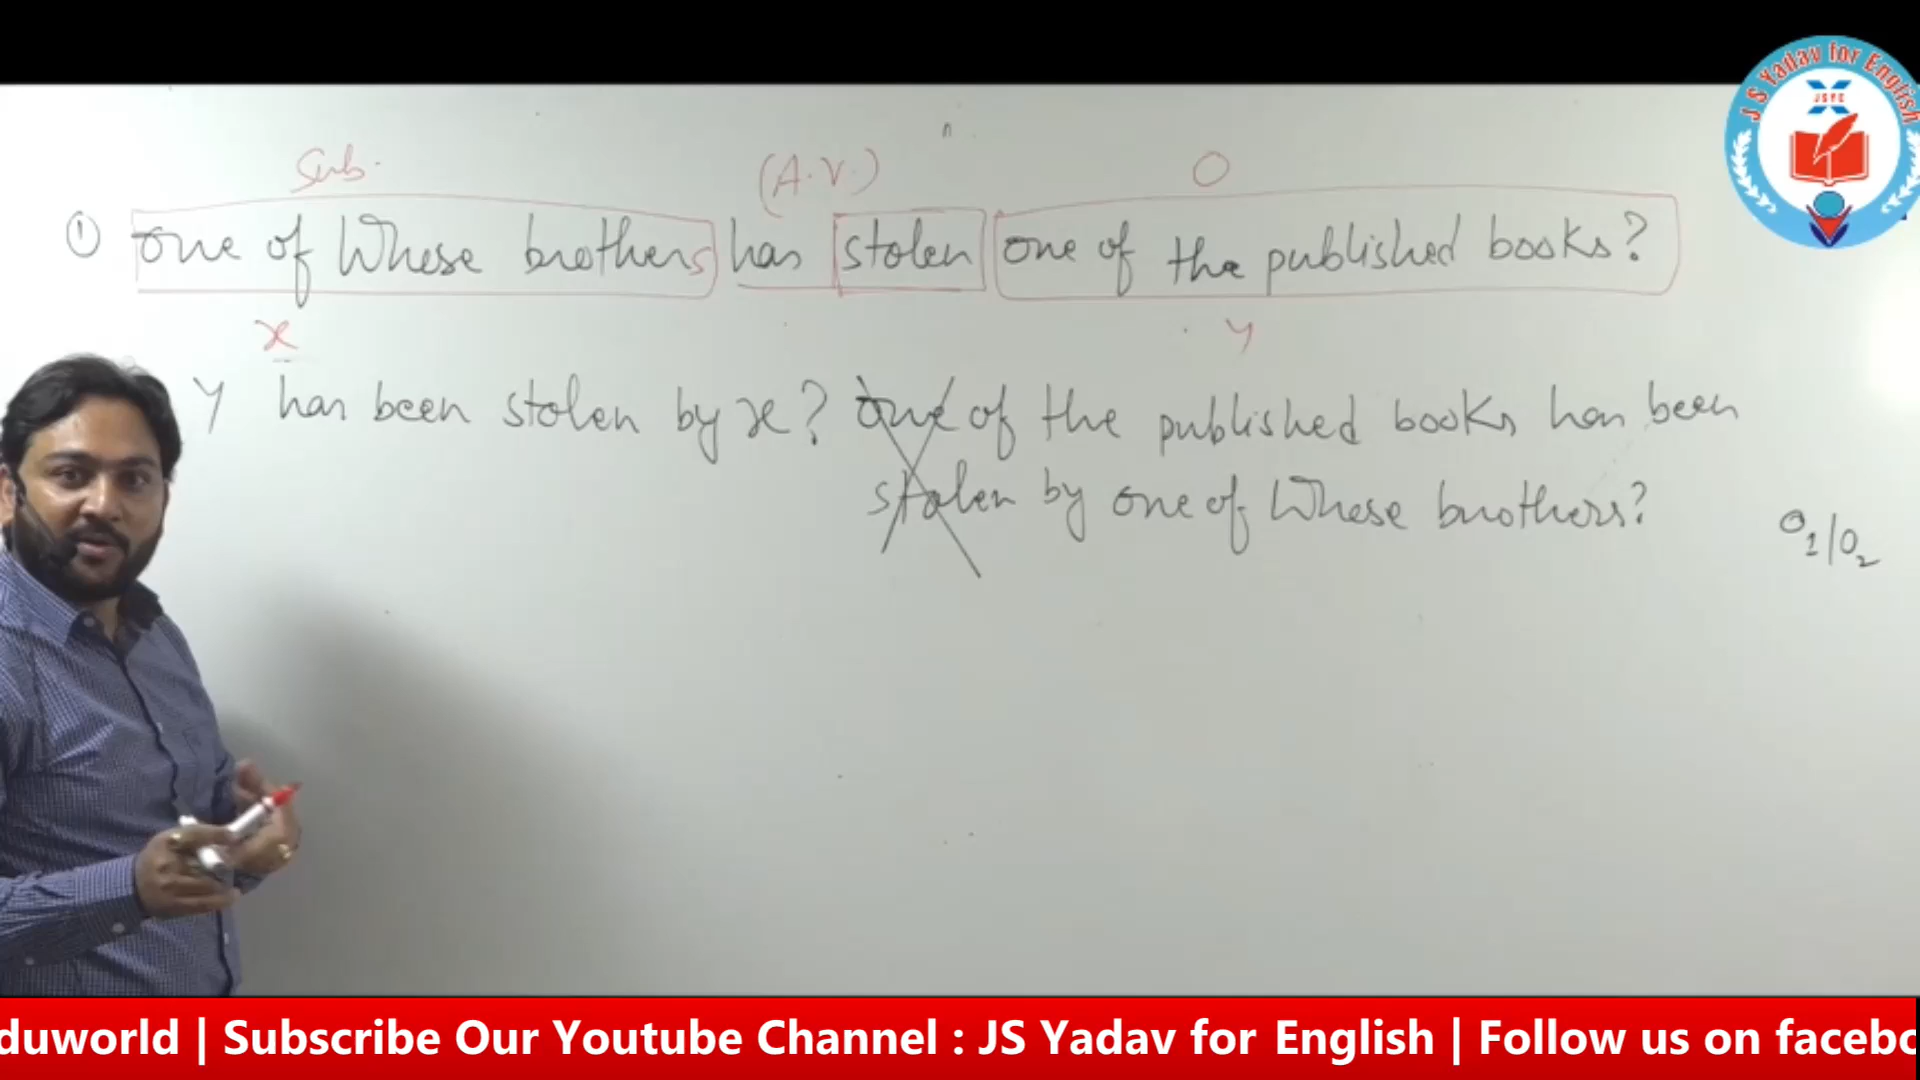 Sub. (A.V.) O
① one of Whose brothers has stolen one of the published books?
x y
Y has been stolen by x? one of the published books has been
stolen by one of Whose brothers?
O1/O2
J S Yadav for English
JSYE
duworld | Subscribe Our Youtube Channel : JS Yadav for English | Follow us on facebo